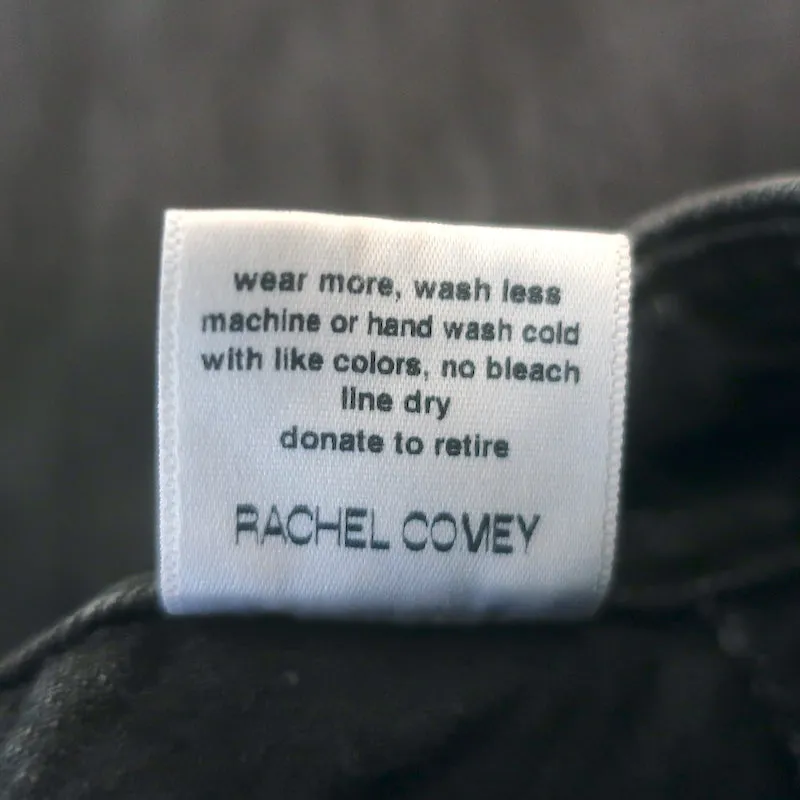 wear more, wash less
machine or hand wash cold
with like colors, no bleach
line dry
donate to retire
RACHEL COMEY